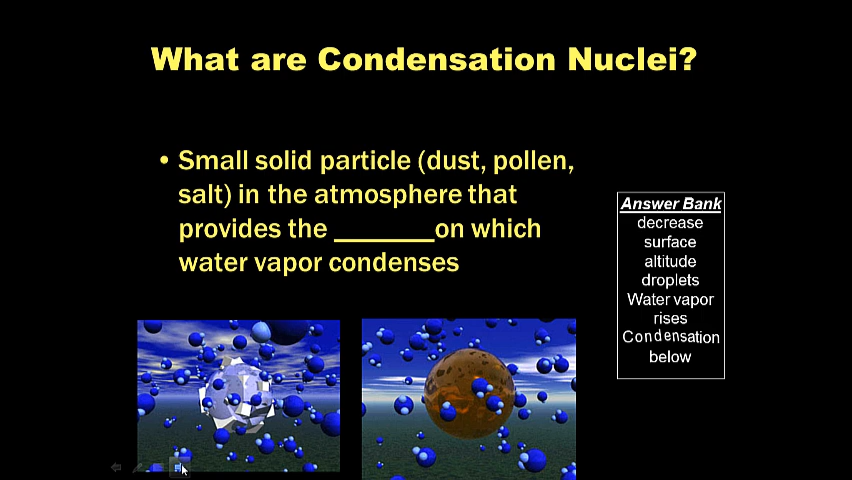 What are Condensation Nuclei?
• Small solid particle (dust, pollen,
salt) in the atmosphere that
provides the ________on which
water vapor condenses
Answer Bank
decrease
surface
altitude
droplets
Water vapor
rises
Condensation
below